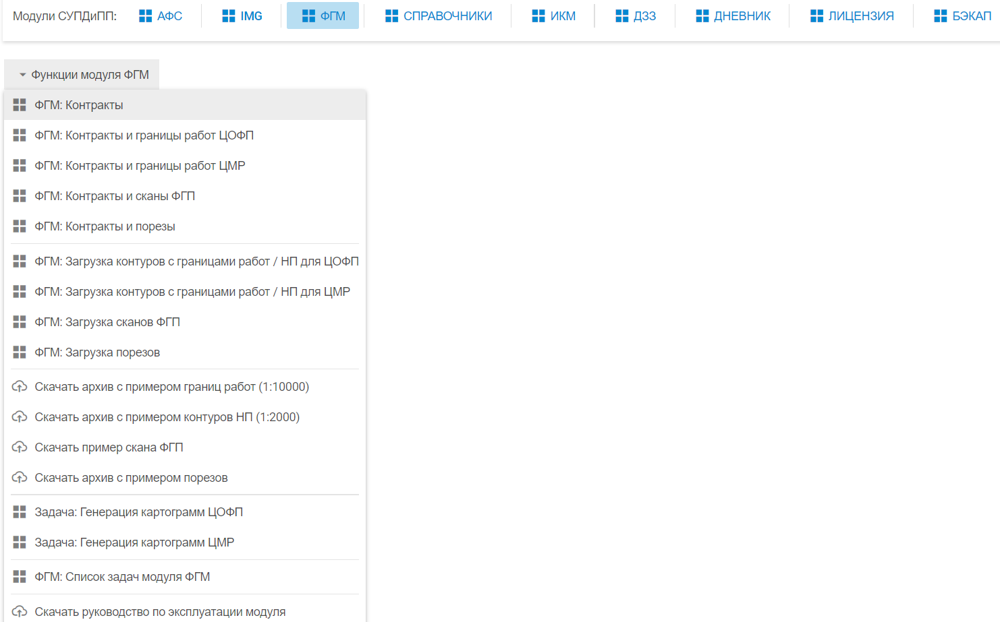 Модули СУПДиПП: АФС IMG ФГМ СПРАВОЧНИКИ ИКМ ДЗЗ ДНЕВНИК ЛИЦЕНЗИЯ БЭКАП
Функции модуля ФГМ
ФГМ: Контракты
ФГМ: Контракты и границы работ ЦОФП
ФГМ: Контракты и границы работ ЦМР
ФГМ: Контракты и сканы ФГП
ФГМ: Контракты и порезы
ФГМ: Загрузка контуров с границами работ / НП для ЦОФП
ФГМ: Загрузка контуров с границами работ / НП для ЦМР
ФГМ: Загрузка сканов ФГП
ФГМ: Загрузка порезов
Скачать архив с примером границ работ (1:10000)
Скачать архив с примером контуров НП (1:2000)
Скачать пример скана ФГП
Скачать архив с примером порезов
Задача: Генерация картограмм ЦОФП
Задача: Генерация картограмм ЦМР
ФГМ: Список задач модуля ФГМ
Скачать руководство по эксплуатации модуля